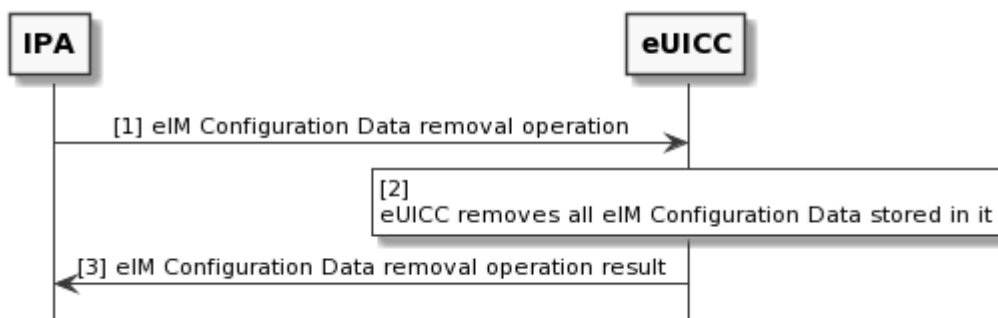 IPA
eUICC
[1] eIM Configuration Data removal operation
[2]
eUICC removes all eIM Configuration Data stored in it
[3] eIM Configuration Data removal operation result